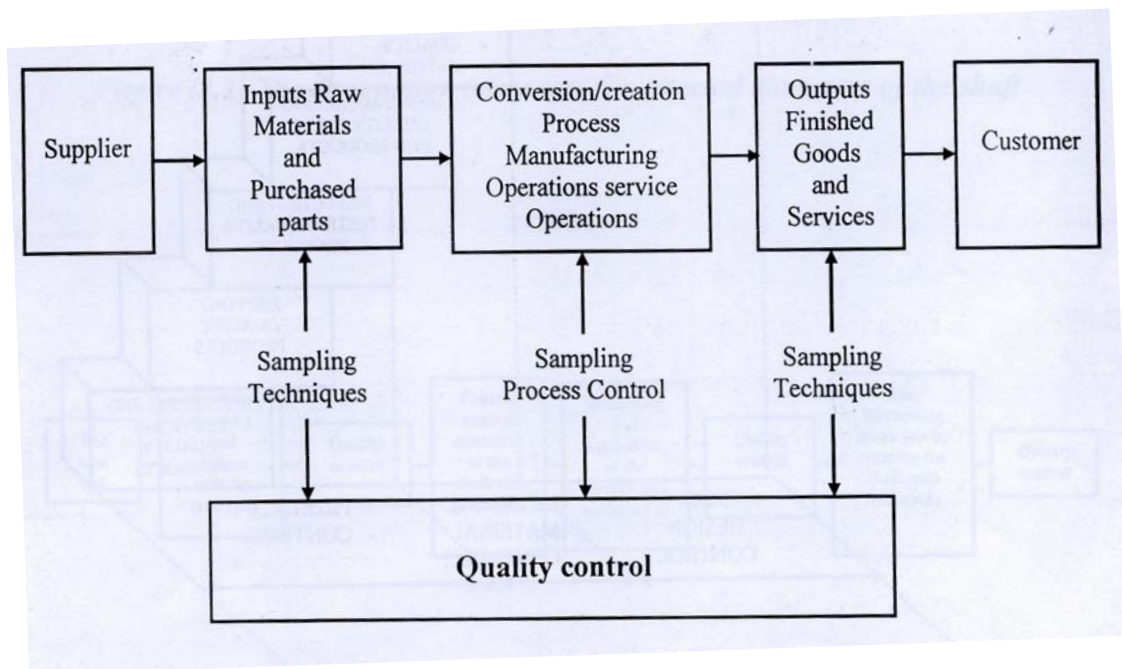 Supplier
Inputs Raw
Materials
and
Purchased
parts
Conversion/creation
Process
Manufacturing
Operations service
Operations
Outputs
Finished
Goods
and
Services
Customer
Sampling
Techniques
Sampling
Process Control
Sampling
Techniques
Quality control